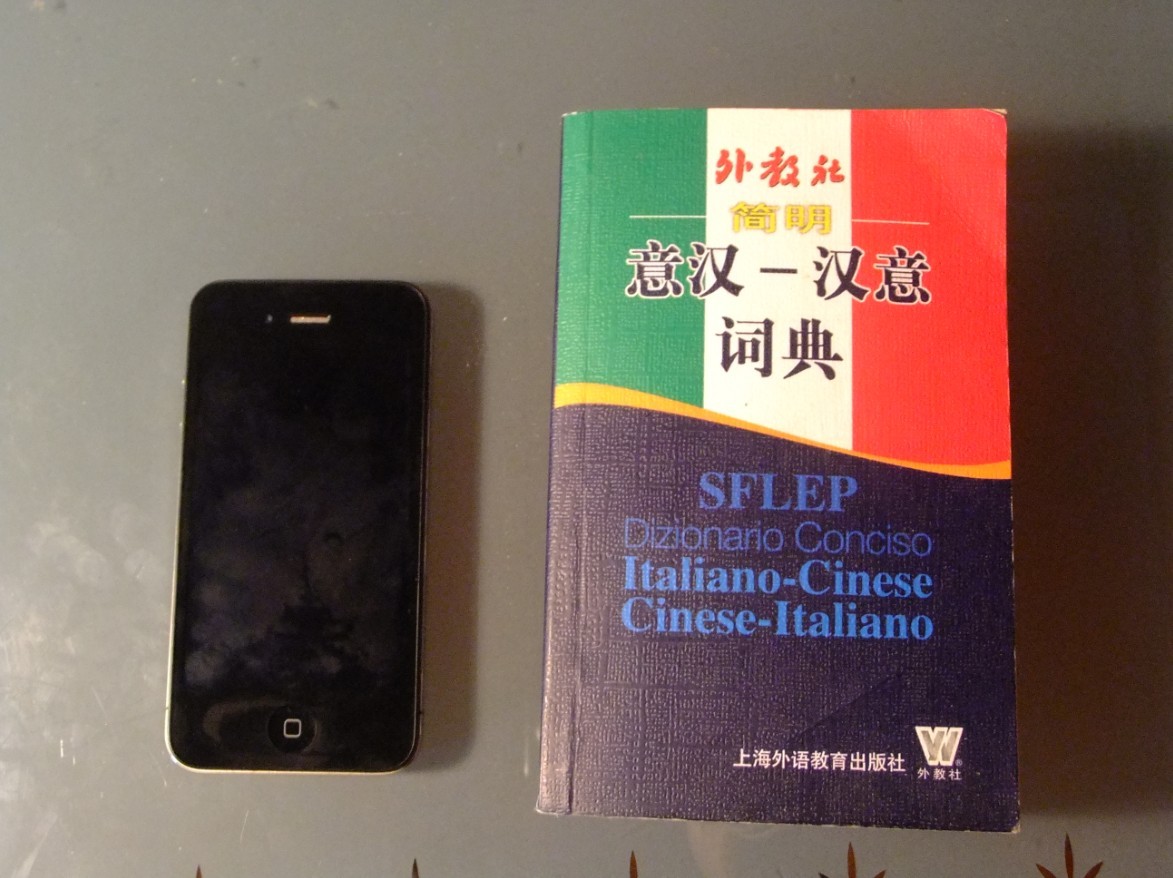 外教社
简明
意汉－汉意
词典
SFLEP
Dizionario Conciso
Italiano-Cinese
Cinese-Italiano
上海外语教育出版社
W®
外教社